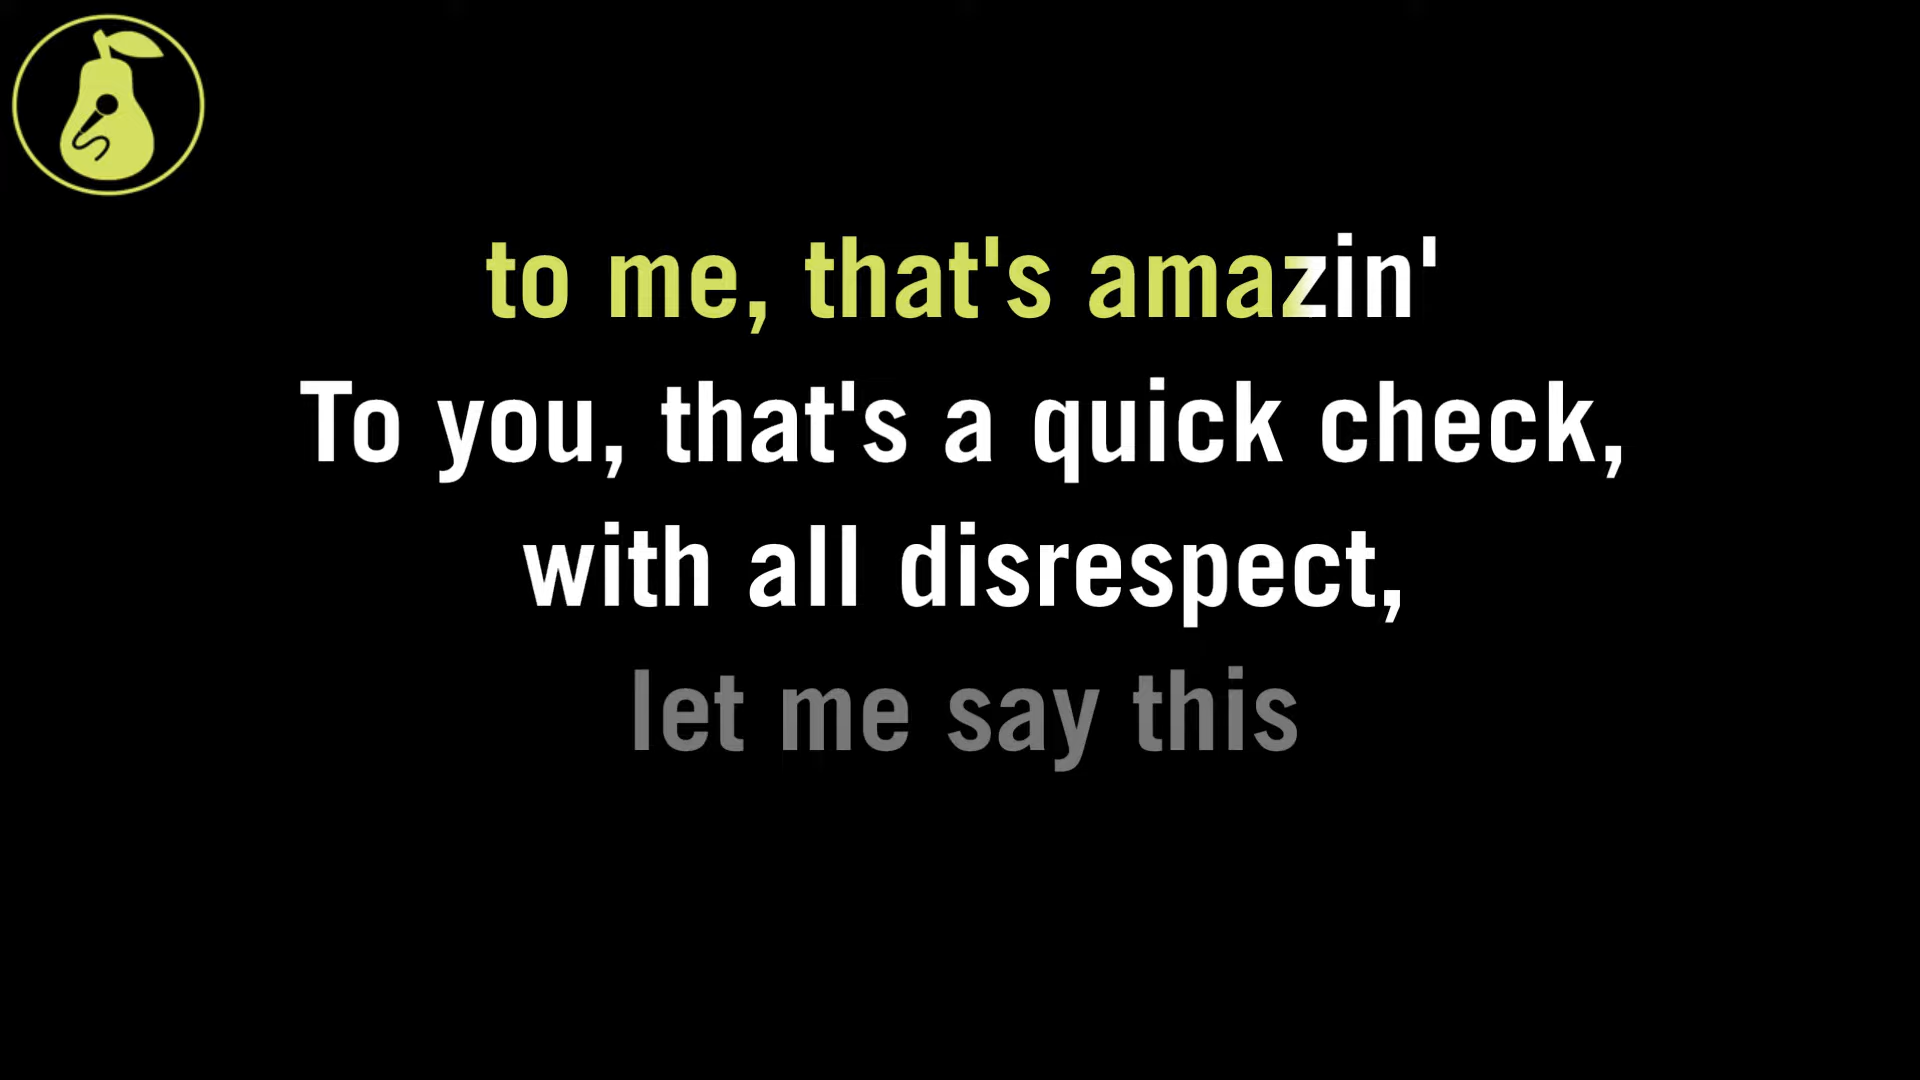 to me, that's amazin'
To you, that's a quick check,
with all disrespect,
let me say this